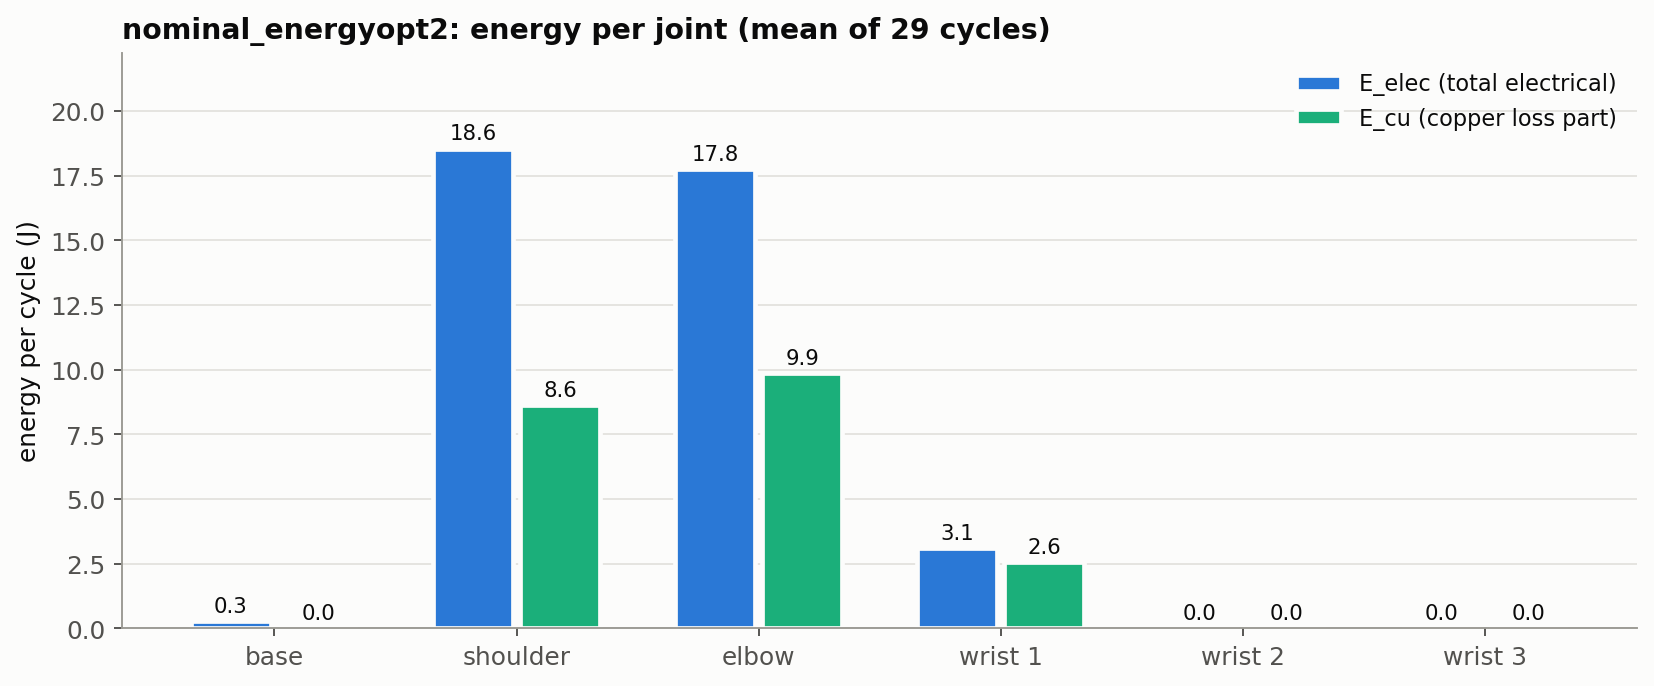 nominal_energyopt2: energy per joint (mean of 29 cycles)
E_elec (total electrical)
E_cu (copper loss part)
energy per cycle (J)
20.0
17.5
15.0
12.5
10.0
7.5
5.0
2.5
0.0
0.3
0.0
18.6
8.6
17.8
9.9
3.1
2.6
0.0
0.0
0.0
0.0
base
shoulder
elbow
wrist 1
wrist 2
wrist 3